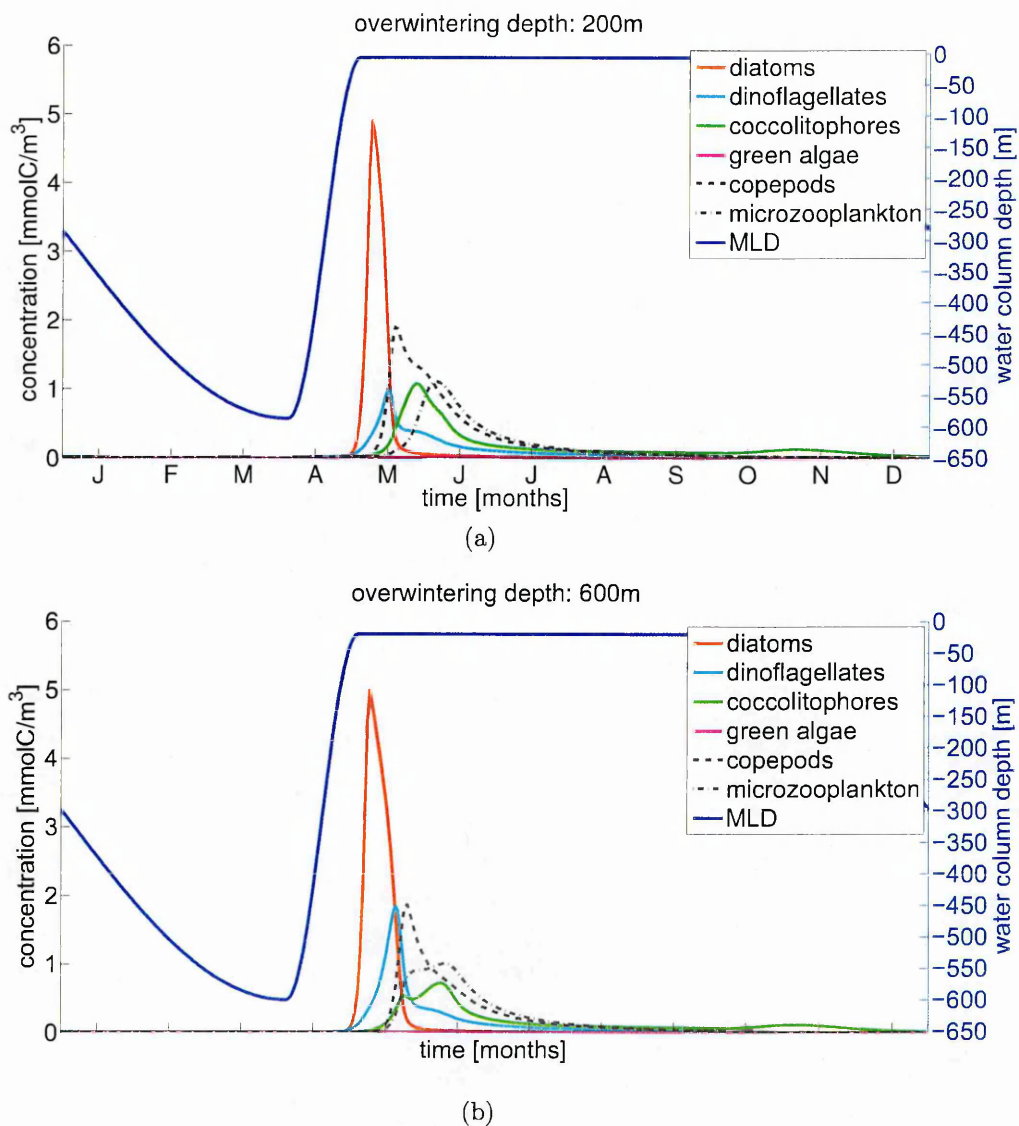 overwintering depth: 200m
6
5
4
3
2
1
0
concentration [mmolC/m³]
diatoms
dinoflagellates
coccolitophores
green algae
copepods
microzooplankton
MLD
0
−50
−100
−150
−200
−250
−300
−350
−400
−450
−500
−550
−600
−650
water column depth [m]
J F M A M J J A S O N D
time [months]
(a)
overwintering depth: 600m
6
5
4
3
2
1
0
concentration [mmolC/m³]
diatoms
dinoflagellates
coccolitophores
green algae
copepods
microzooplankton
MLD
0
−50
−100
−150
−200
−250
−300
−350
−400
−450
−500
−550
−600
−650
water column depth [m]
time [months]
(b)